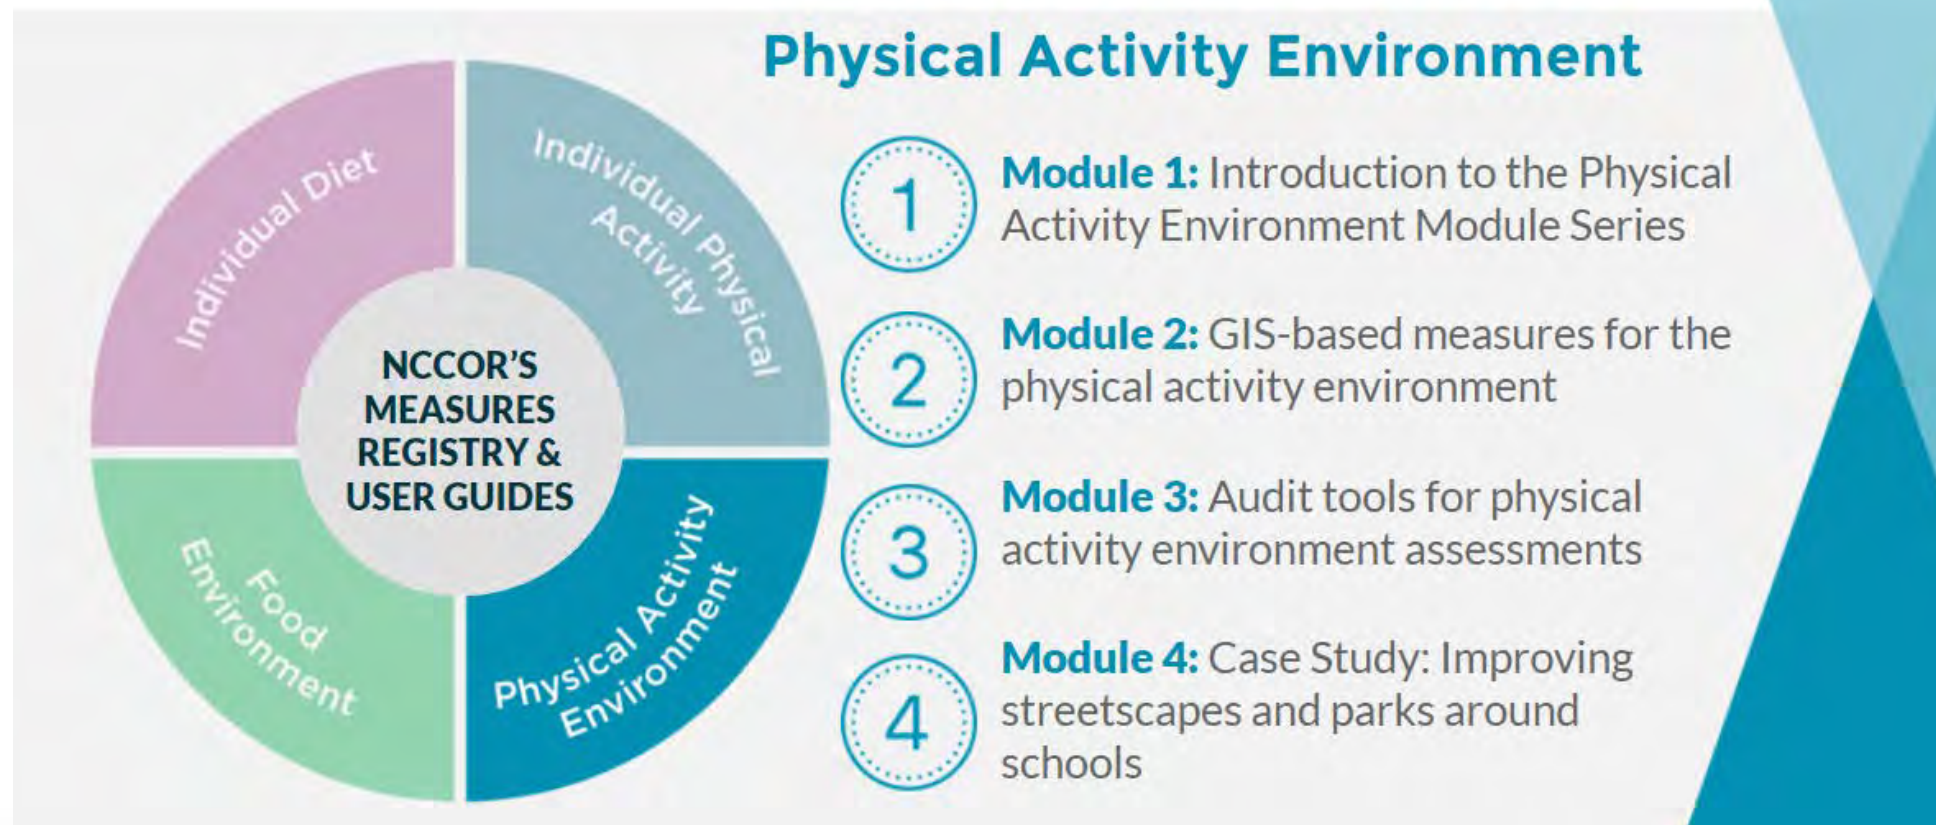 Physical Activity Environment
Individual Diet
Individual Physical
Activity
NCCOR'S
MEASURES
REGISTRY &
USER GUIDES
Food
Environment
Physical Activity
Environment
1
Module 1: Introduction to the Physical
Activity Environment Module Series
2
Module 2: GIS-based measures for the
physical activity environment
3
Module 3: Audit tools for physical
activity environment assessments
4
Module 4: Case Study: Improving
streetscapes and parks around
schools